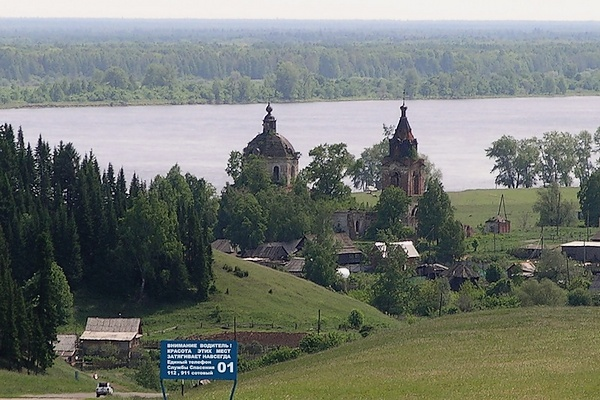 ВНИМАНИЕ ВОДИТЕЛЬ !
КРАСОТА ЭТИХ МЕСТ
ЗАТЯГИВАЕТ НАВСЕГДА
Единый телефон
Службы Спасения 01
112 , 911 сотовый